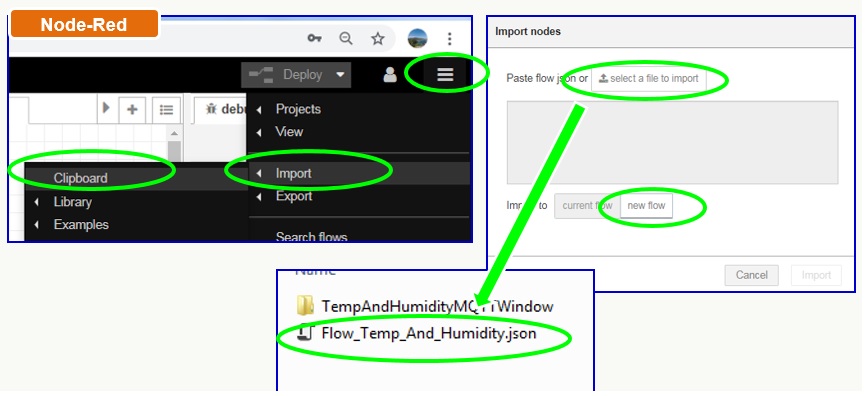 Node-Red
Deploy
debu
Projects
View
Import
Export
Search flows
Clipboard
Library
Examples
Import nodes
Paste flow json or select a file to import
Import to current flow new flow
Cancel Import
Name
TempAndHumidityMQTTWindow
Flow_Temp_And_Humidity.json